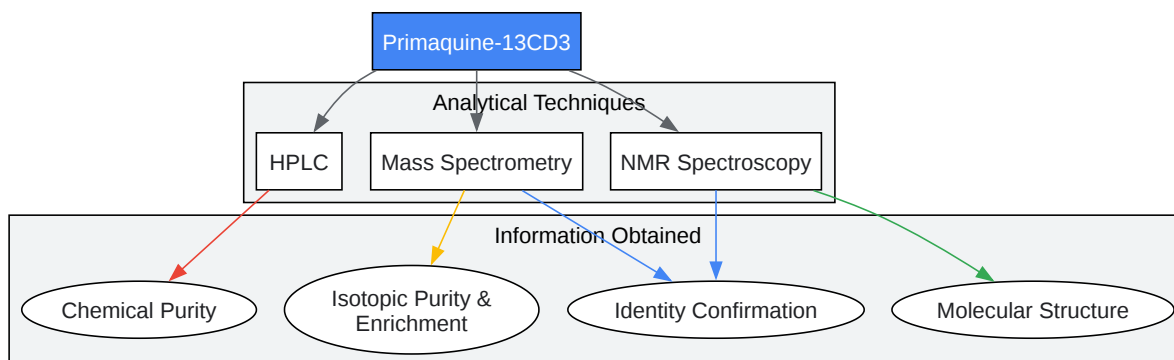 Primaquine-13CD3
Analytical Techniques
HPLC
Mass Spectrometry
NMR Spectroscopy
Information Obtained
Chemical Purity
Isotopic Purity &
Enrichment
Identity Confirmation
Molecular Structure